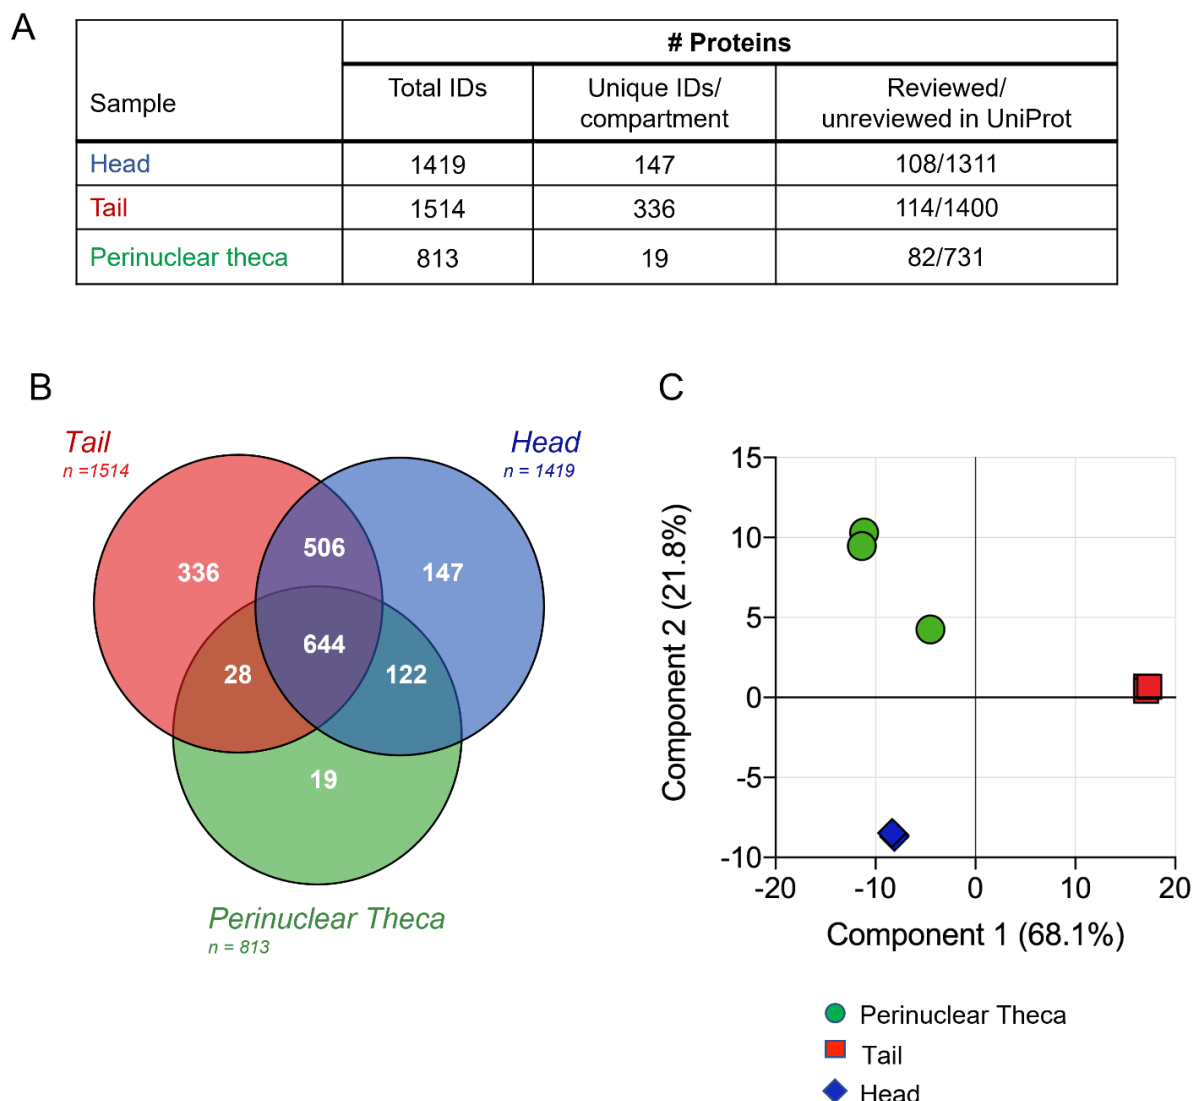 A
# Proteins
Sample
Total IDs
Unique IDs/
compartment
Reviewed/
unreviewed in UniProt
Head 1419 147 108/1311
Tail 1514 336 114/1400
Perinuclear theca 813 19 82/731
B
Tail
n =1514
Head
n = 1419
506
336
147
644
28
122
19
Perinuclear Theca
n = 813
C
Component 2 (21.8%)
15
10
5
0
-5
-10
-20 -10 0 10 20
Component 1 (68.1%)
Perinuclear Theca
Tail
Head